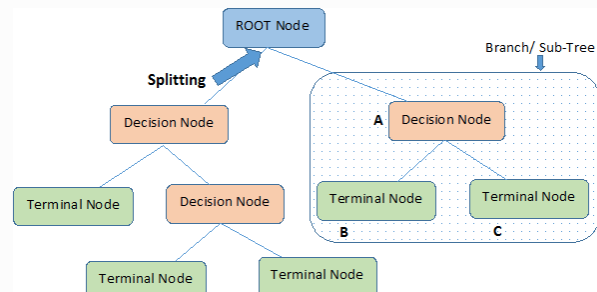 ROOT Node
Branch/ Sub-Tree
Splitting
Decision Node
A Decision Node
Terminal Node
Decision Node
Terminal Node
Terminal Node
B
C
Terminal Node
Terminal Node